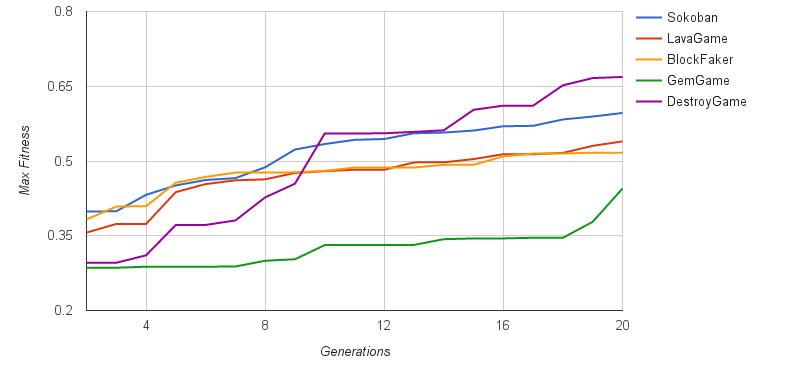 0.8
0.65
0.5
0.35
0.2
Max Fitness
4
8
12
16
20
Generations
Sokoban
LavaGame
BlockFaker
GemGame
DestroyGame